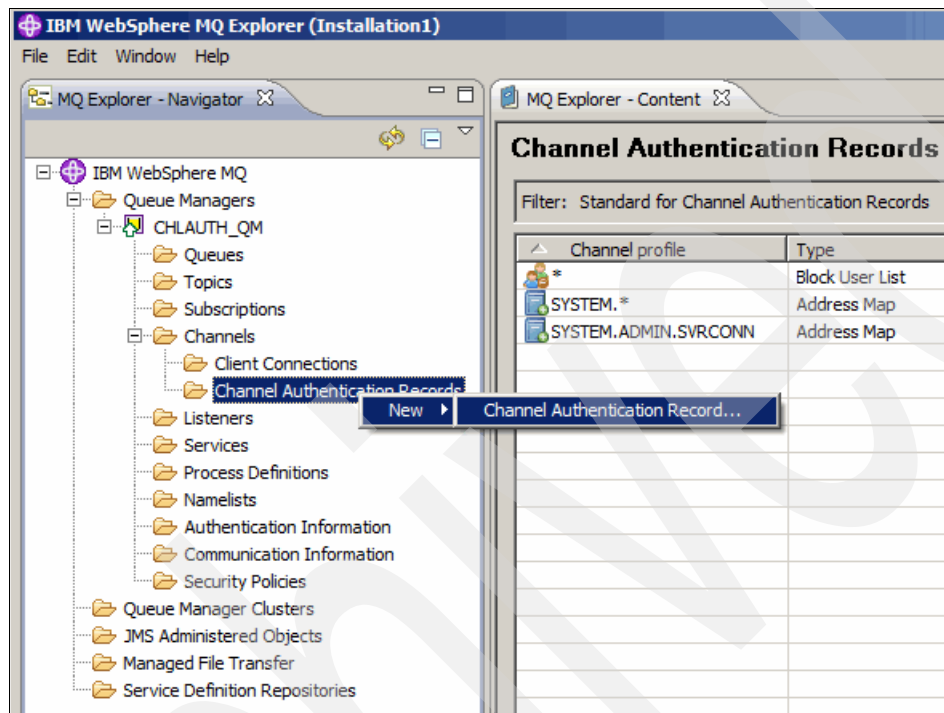 IBM WebSphere MQ Explorer (Installation1)
File Edit Window Help
MQ Explorer - Navigator
IBM WebSphere MQ
Queue Managers
CHLAUTH_QM
Queues
Topics
Subscriptions
Channels
Client Connections
Channel Authentication Records
Listeners
Services
Process Definitions
Namelists
Authentication Information
Communication Information
Security Policies
Queue Manager Clusters
JMS Administered Objects
Managed File Transfer
Service Definition Repositories
New
Channel Authentication Record...
MQ Explorer - Content
Channel Authentication Records
Filter: Standard for Channel Authentication Records
Channel profile Type
* Block User List
SYSTEM.* Address Map
SYSTEM.ADMIN.SVRCONN Address Map